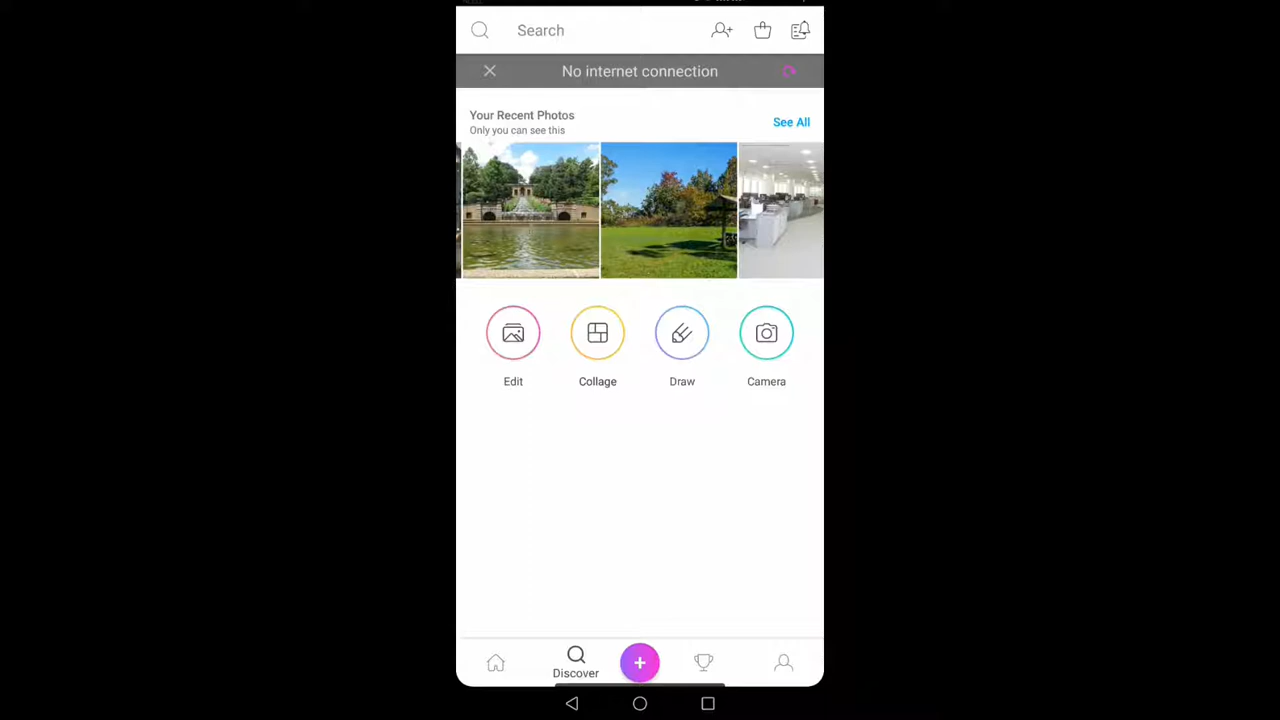 Search
No internet connection
Your Recent Photos
See All
Only you can see this
Edit
Collage
Draw
Camera
Discover